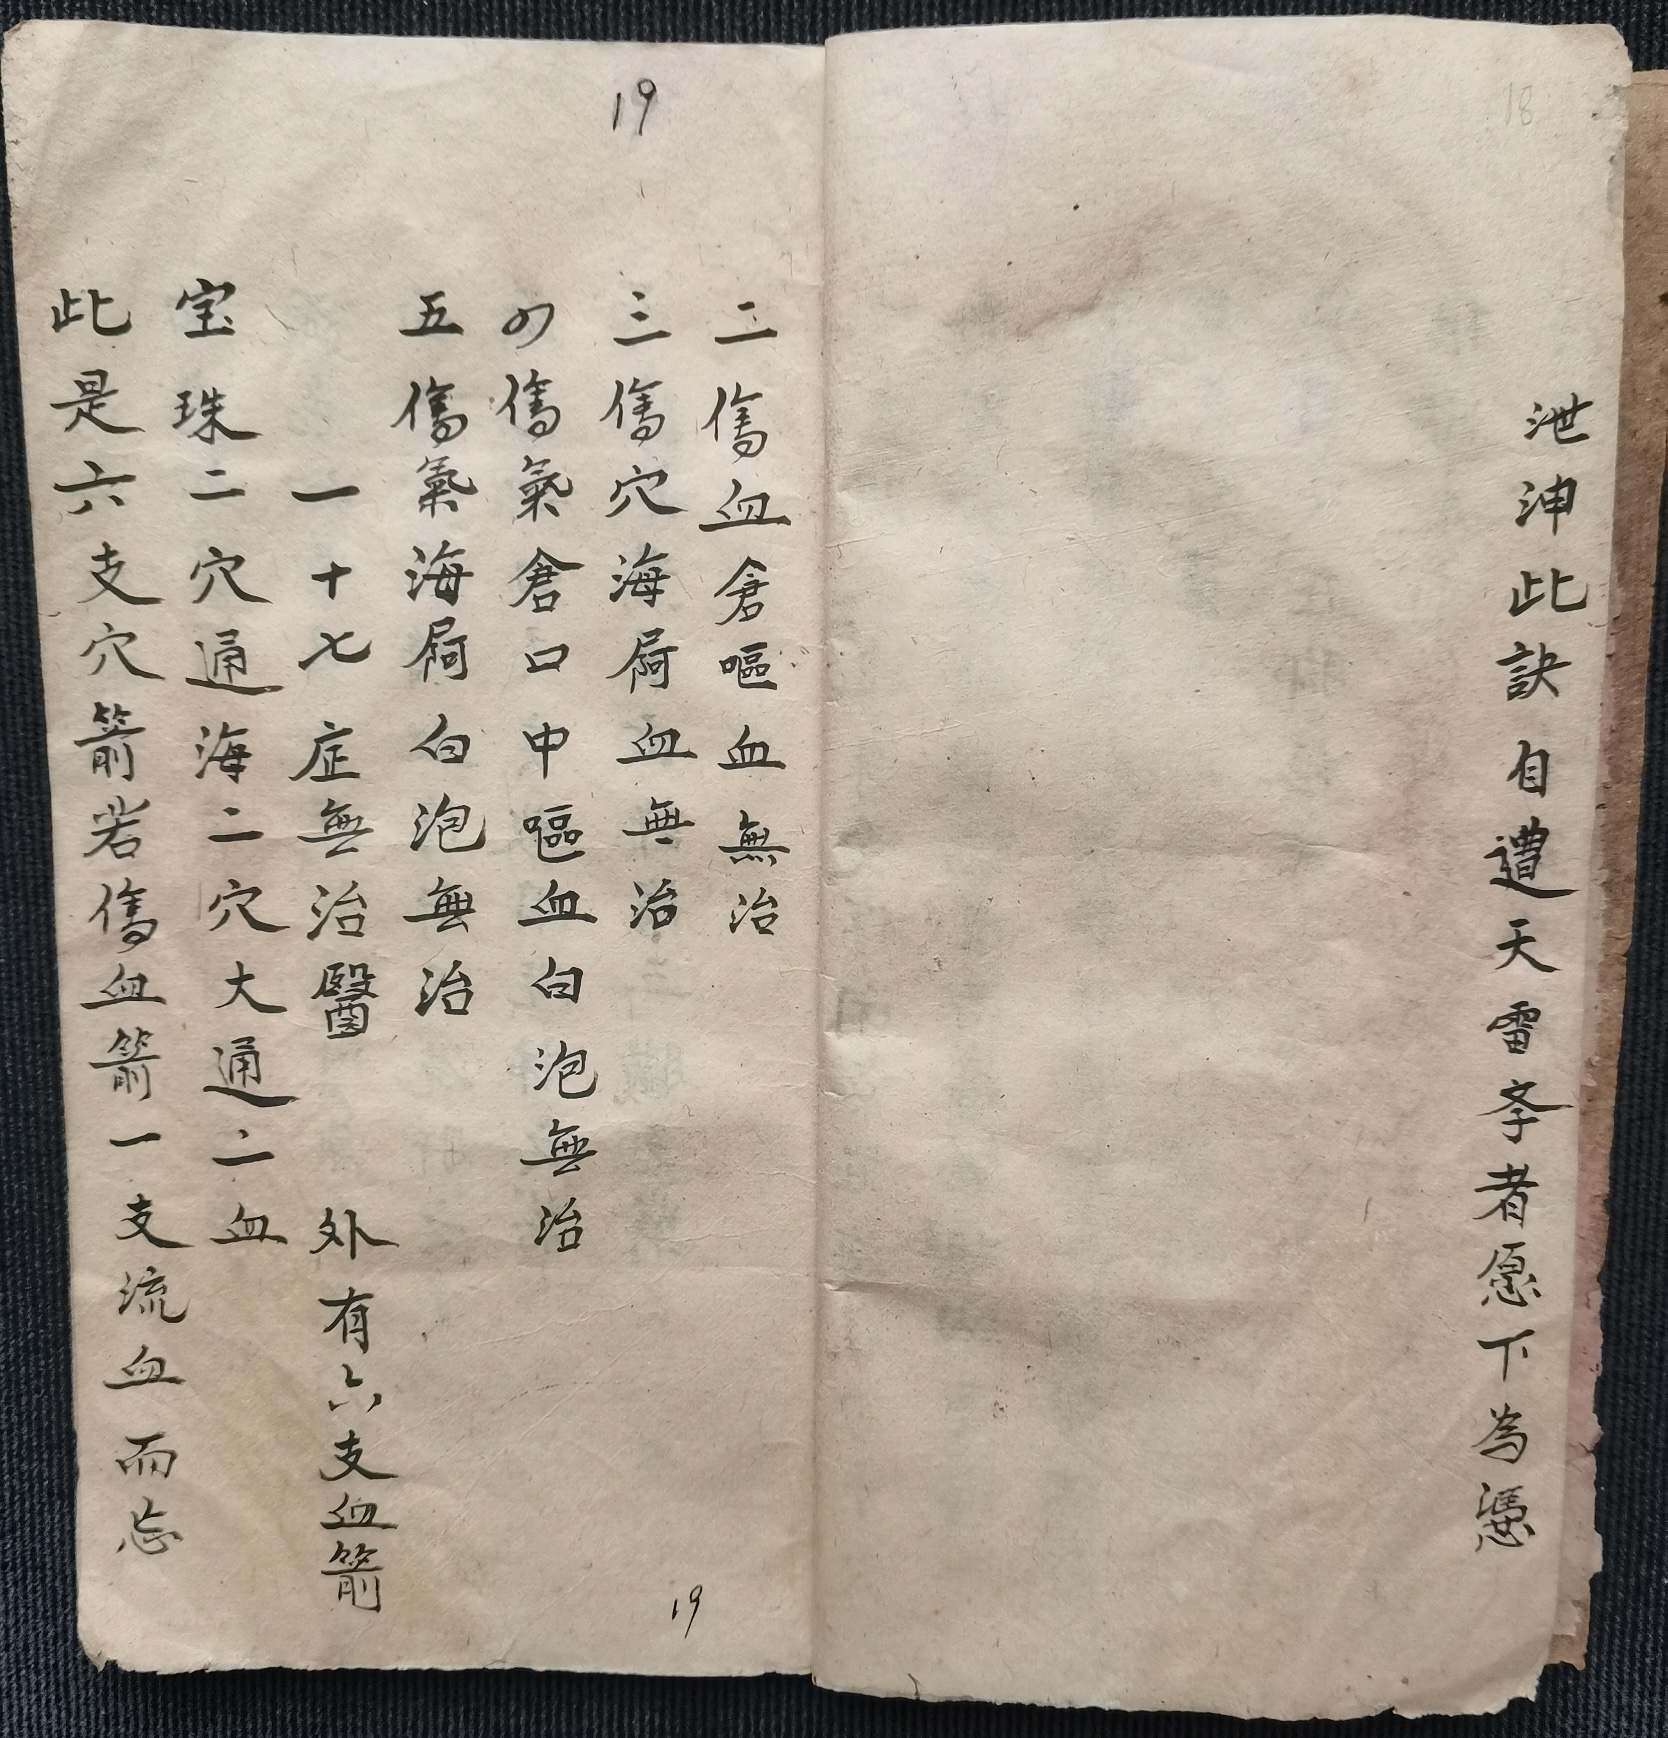 18
泄沖此訣自遭天雷
者愿下為憑
19
二傷血倉嘔血無治
三傷穴海屙血無治
四傷氣倉口中嘔血白泡無治
五傷氣海屙白泡無治
一十七症無治醫 外有六支血箭
宝珠二穴通海二穴大通二血
此是六支穴箭若傷血箭一支流血而忘
19